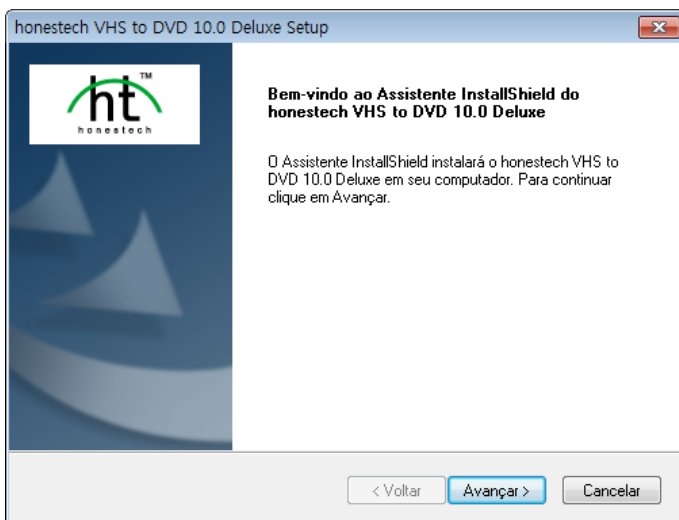 honestech VHS to DVD 10.0 Deluxe Setup
ht™
honestech
Bem-vindo ao Assistente InstallShield do
honestech VHS to DVD 10.0 Deluxe
O Assistente InstallShield instalará o honestech VHS to
DVD 10.0 Deluxe em seu computador. Para continuar
clique em Avançar.
< Voltar
Avançar >
Cancelar